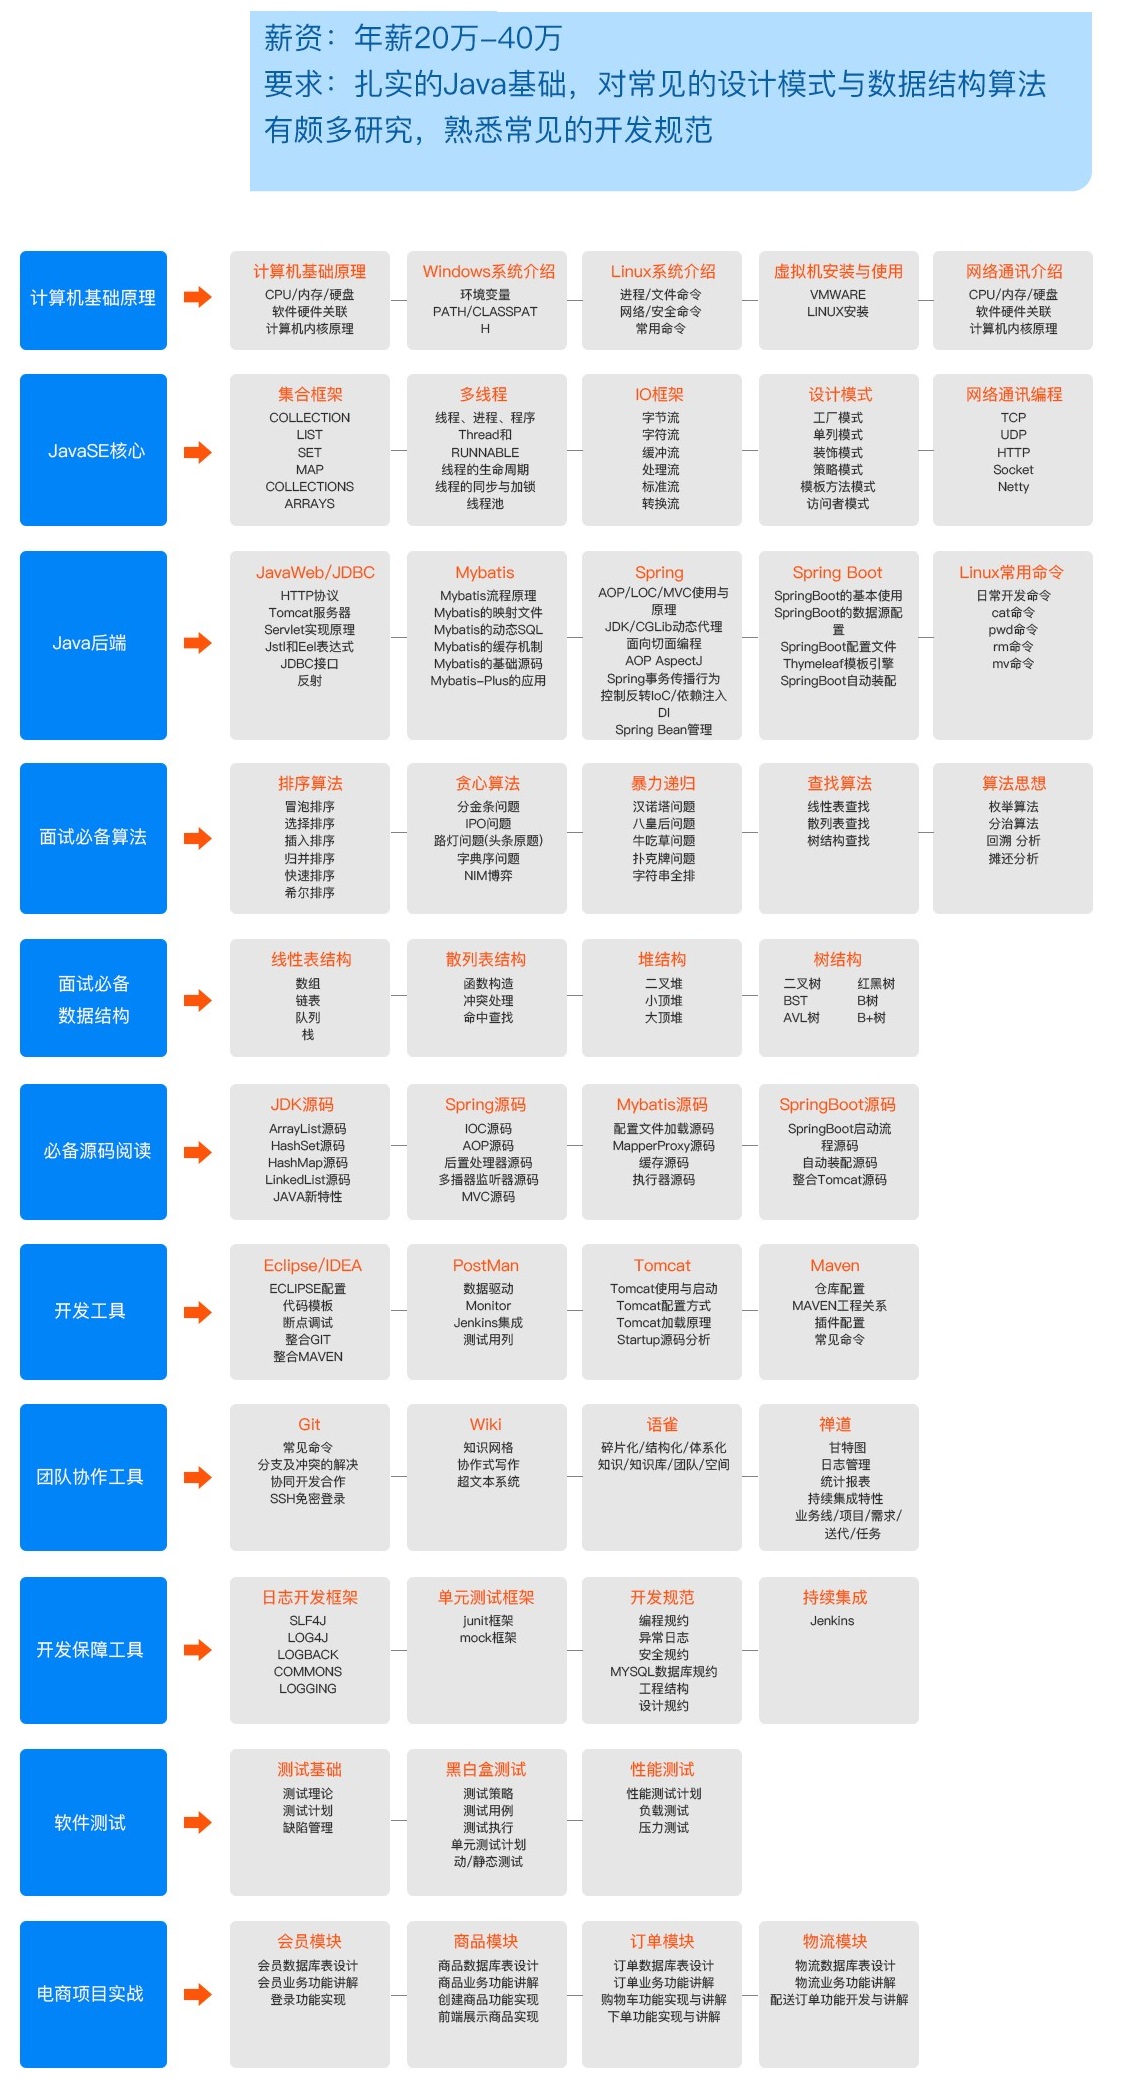 薪资：年薪20万-40万
要求：扎实的Java基础，对常见的设计模式与数据结构算法
有颇多研究，熟悉常见的开发规范
计算机基础原理
计算机基础原理
CPU/内存/硬盘
软件硬件关联
计算机内核原理
Windows系统介绍
环境变量
PATH/CLASSPAT
H
Linux系统介绍
进程/文件命令
网络/安全命令
常用命令
虚拟机安装与使用
VMWARE
LINUX安装
网络通讯介绍
CPU/内存/硬盘
软件硬件关联
计算机内核原理
JavaSE核心
集合框架
COLLECTION
LIST
SET
MAP
COLLECTIONS
ARRAYS
多线程
线程、进程、程序
Thread和
RUNNABLE
线程的生命周期
线程的同步与加锁
线程池
IO框架
字节流
字符流
缓冲流
处理流
标准流
转换流
设计模式
工厂模式
单列模式
装饰模式
策略模式
模板方法模式
访问者模式
网络通讯编程
TCP
UDP
HTTP
Socket
Netty
Java后端
JavaWeb/JDBC
HTTP协议
Tomcat服务器
Servlet实现原理
Jstl和Eel表达式
JDBC接口
反射
Mybatis
Mybatis流程原理
Mybatis的映射文件
Mybatis的动态SQL
Mybatis的缓存机制
Mybatis的基础源码
Mybatis-Plus的应用
Spring
AOP/LOC/MVC使用与
原理
JDK/CGLib动态代理
面向切面编程
AOP AspectJ
Spring事务传播行为
控制反转IoC/依赖注入
DI
Spring Bean管理
Spring Boot
SpringBoot的基本使用
SpringBoot的数据源配
置
SpringBoot配置文件
Thymeleaf模板引擎
SpringBoot自动装配
Linux常用命令
日常开发命令
cat命令
pwd命令
rm命令
mv命令
面试必备算法
排序算法
冒泡排序
选择排序
插入排序
归并排序
快速排序
希尔排序
贪心算法
分金条问题
IPO问题
路灯问题(头条原题)
字典序问题
NIM博弈
暴力递归
汉诺塔问题
八皇后问题
牛吃草问题
扑克牌问题
字符串全排
查找算法
线性表查找
散列表查找
树结构查找
算法思想
枚举算法
分治算法
回溯 分析
摊还分析
面试必备
数据结构
线性表结构
数组
链表
队列
栈
散列表结构
函数构造
冲突处理
命中查找
堆结构
二叉堆
小顶堆
大顶堆
树结构
二叉树 红黑树
BST B树
AVL树 B+树
必备源码阅读
JDK源码
ArrayList源码
HashSet源码
HashMap源码
LinkedList源码
JAVA新特性
Spring源码
IOC源码
AOP源码
后置处理器源码
多播器监听器源码
MVC源码
Mybatis源码
配置文件加载源码
MapperProxy源码
缓存源码
执行器源码
SpringBoot源码
SpringBoot启动流
程源码
自动装配源码
整合Tomcat源码
开发工具
Eclipse/IDEA
ECLIPSE配置
代码模板
断点调试
整合GIT
整合MAVEN
PostMan
数据驱动
Monitor
Jenkins集成
测试用列
Tomcat
Tomcat使用与启动
Tomcat配置方式
Tomcat加载原理
Startup源码分析
Maven
仓库配置
MAVEN工程关系
插件配置
常见命令
团队协作工具
Git
常见命令
分支及冲突的解决
协同开发合作
SSH免密登录
Wiki
知识网格
协作式写作
超文本系统
语雀
碎片化/结构化/体系化
知识/知识库/团队/空间
禅道
甘特图
日志管理
统计报表
持续集成特性
业务线/项目/需求/
送代/任务
开发保障工具
日志开发框架
SLF4J
LOG4J
LOGBACK
COMMONS
LOGGING
单元测试框架
junit框架
mock框架
开发规范
编程规约
异常日志
安全规约
MYSQL数据库规约
工程结构
设计规约
持续集成
Jenkins
软件测试
测试基础
测试理论
测试计划
缺陷管理
黑白盒测试
测试策略
测试用例
测试执行
单元测试计划
动/静态测试
性能测试
性能测试计划
负载测试
压力测试
电商项目实战
会员模块
会员数据库表设计
会员业务功能讲解
登录功能实现
商品模块
商品数据库表设计
商品业务功能讲解
创建商品功能实现
前端展示商品实现
订单模块
订单数据库表设计
订单业务功能讲解
购物车功能实现与讲解
下单功能实现与讲解
物流模块
物流数据库表设计
物流业务功能讲解
配送订单功能开发与讲解